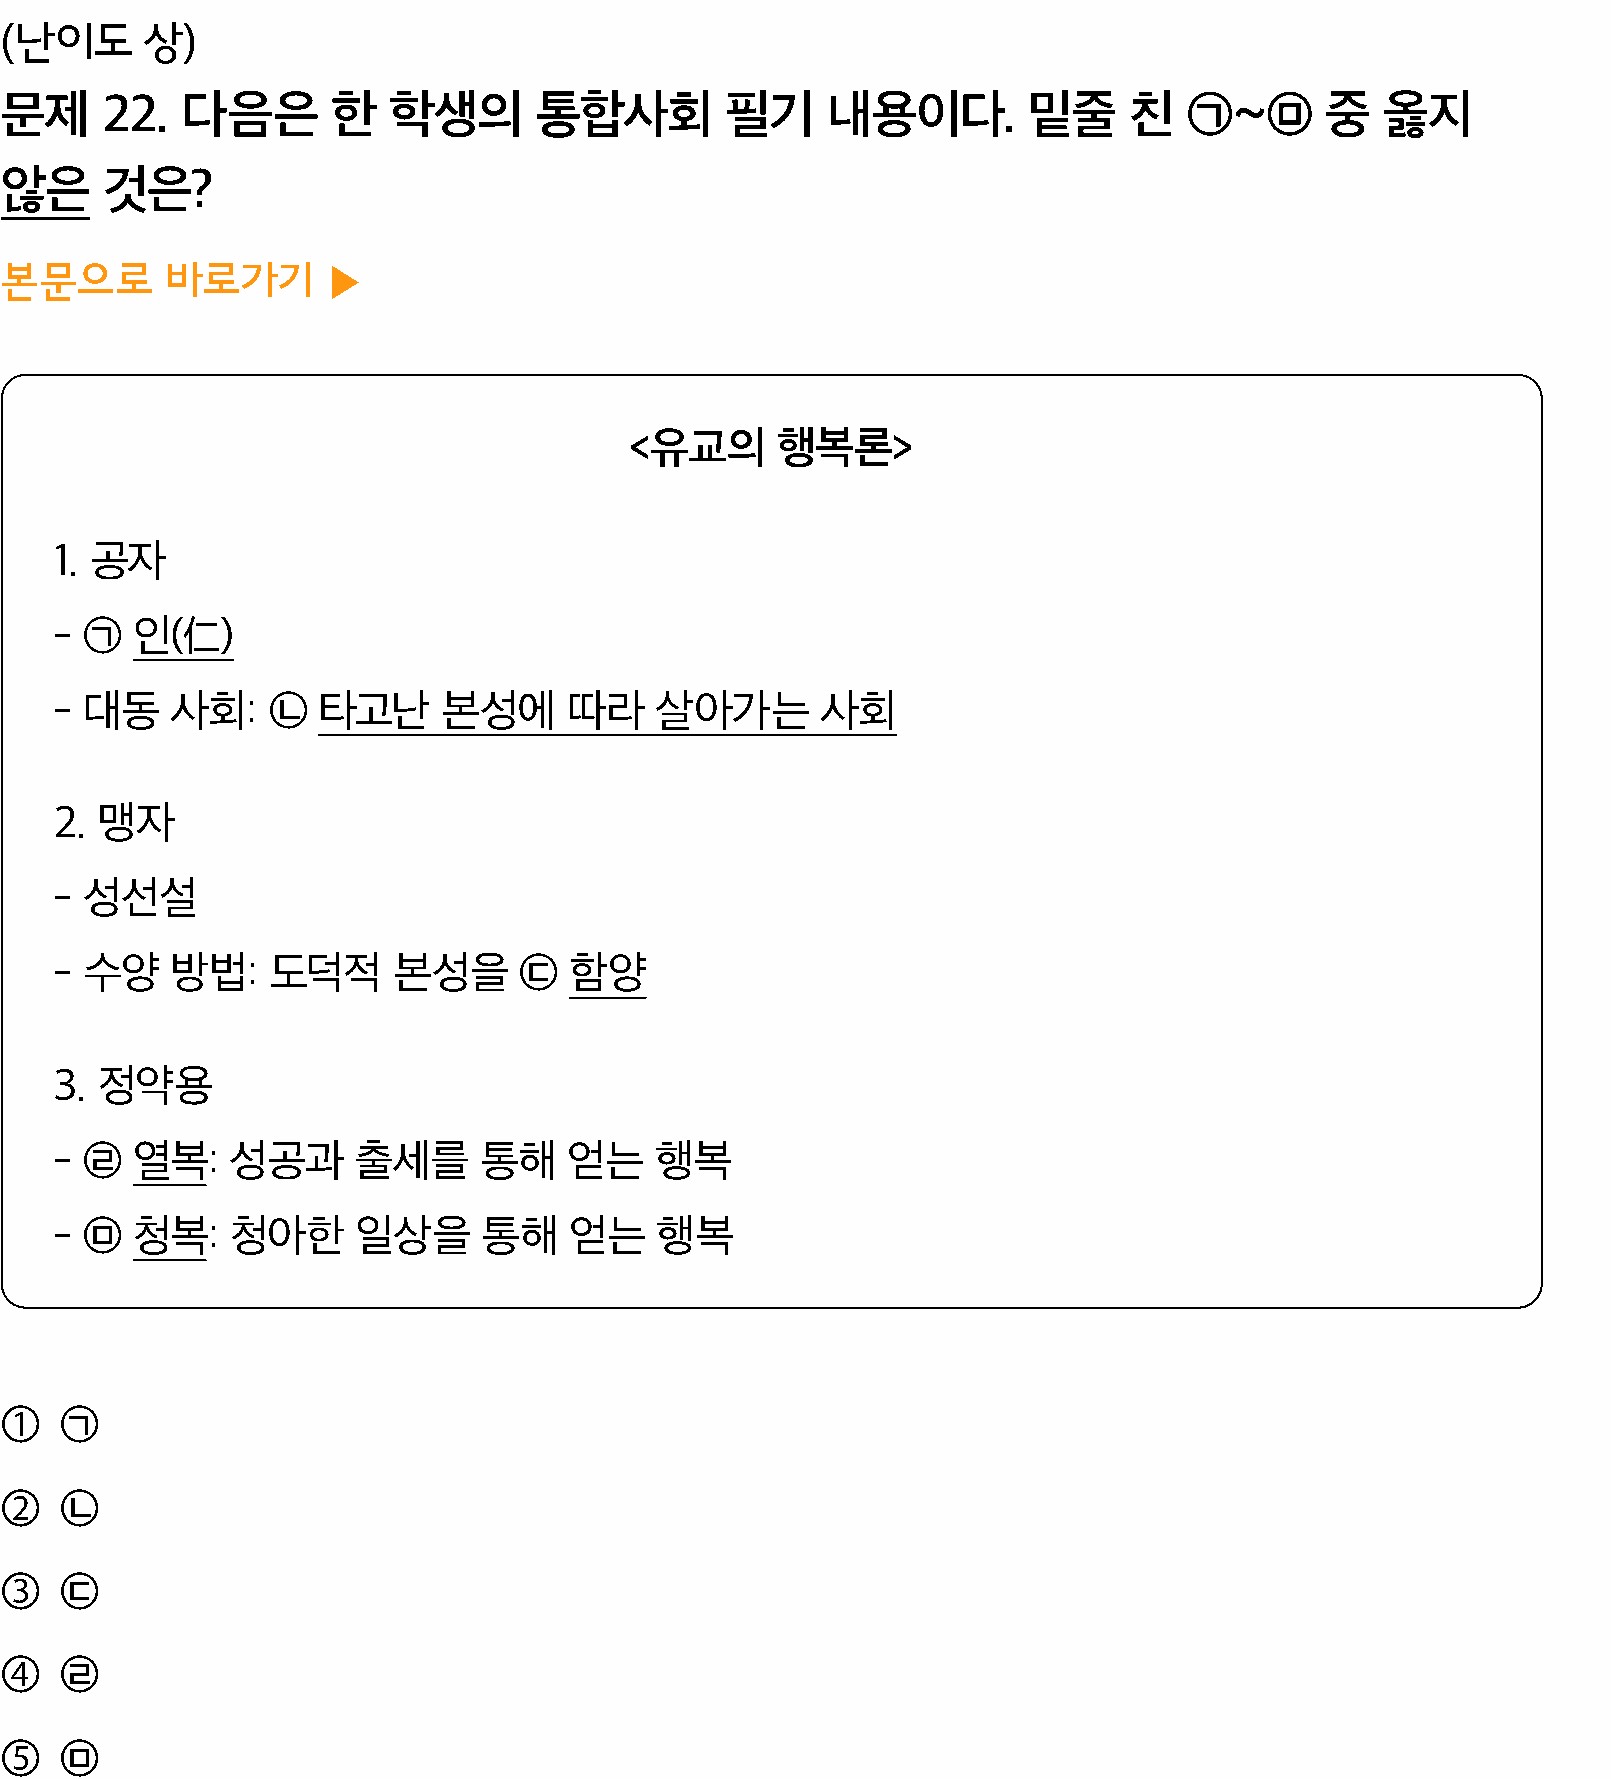 (난이도 상)
문제 22. 다음은 한 학생의 통합사회 필기 내용이다. 밑줄 친 ㉠~㉤ 중 옳지
않은 것은?
본문으로 바로가기 ▶
<유교의 행복론>
1. 공자
- ㉠ 인(仁)
- 대동 사회: ㉡ 타고난 본성에 따라 살아가는 사회
2. 맹자
- 성선설
- 수양 방법: 도덕적 본성을 ㉢ 함양
3. 정약용
- ㉣ 열복: 성공과 출세를 통해 얻는 행복
- ㉤ 청복: 청아한 일상을 통해 얻는 행복
① ㉠
② ㉡
③ ㉢
④ ㉣
⑤ ㉤